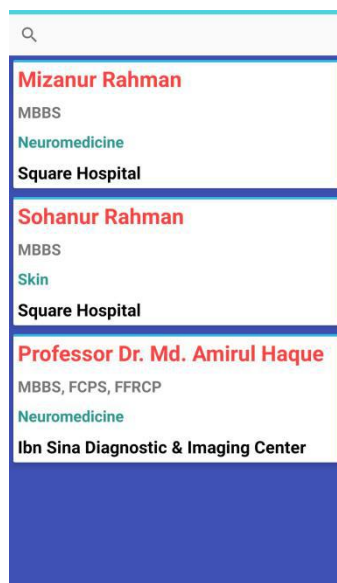 Mizanur Rahman
MBBS
Neuromedicine
Square Hospital
Sohanur Rahman
MBBS
Skin
Square Hospital
Professor Dr. Md. Amirul Haque
MBBS, FCPS, FFRCP
Neuromedicine
Ibn Sina Diagnostic & Imaging Center